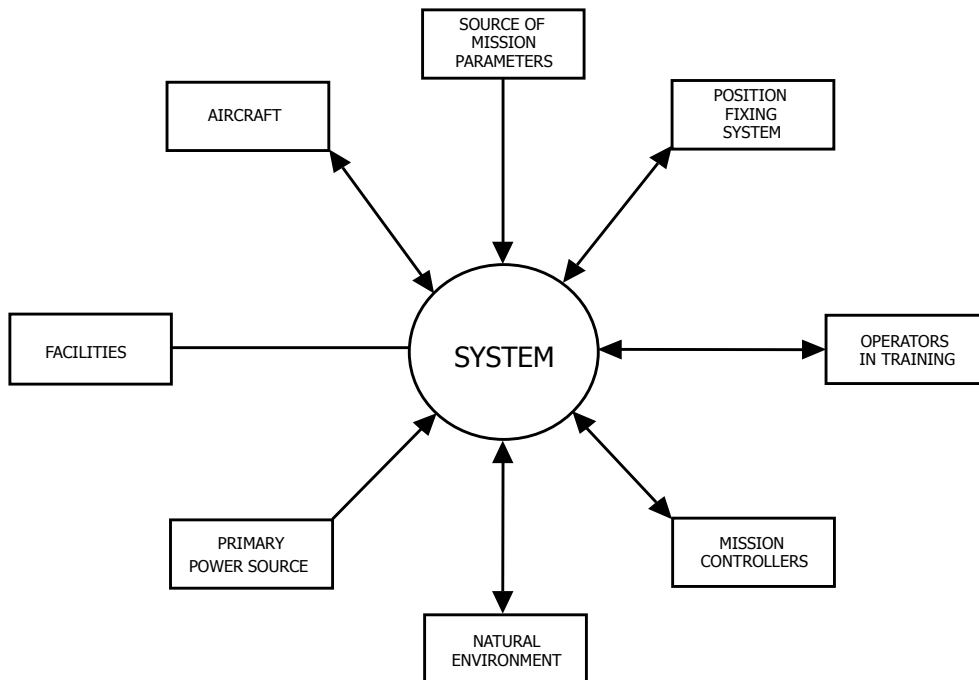 SOURCE OF
MISSION
PARAMETERS
AIRCRAFT
POSITION
FIXING
SYSTEM
FACILITIES
SYSTEM
OPERATORS
IN TRAINING
PRIMARY
POWER SOURCE
MISSION
CONTROLLERS
NATURAL
ENVIRONMENT